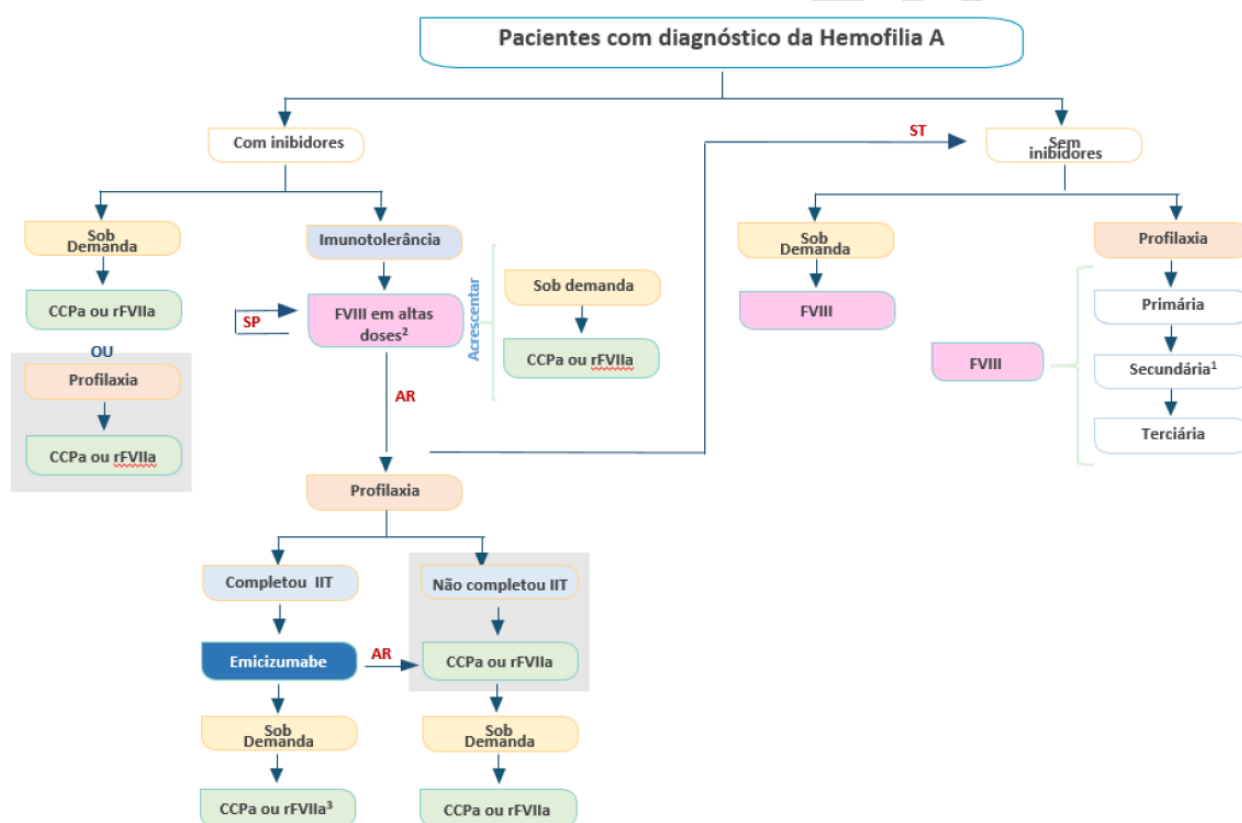 Pacientes com diagnóstico da Hemofilia A
Com inibidores
ST
Sem
inibidores
Sob
Demanda
Imunotolerância
Acrescentar
Sob demanda
Sob
Demanda
Profilaxia
CCPa ou rFVIIa
SP
FVIII em altas
doses²
CCPa ou rFVIIa
FVIII
Primária
OU
Profilaxia
AR
FVIII
Secundária¹
CCPa ou rFVIIa
Terciária
Profilaxia
Completou IIT
Não completou IIT
Emicizumabe
AR
CCPa ou rFVIIa
Sob
Demanda
Sob
Demanda
CCPa ou rFVIIa³
CCPa ou rFVIIa